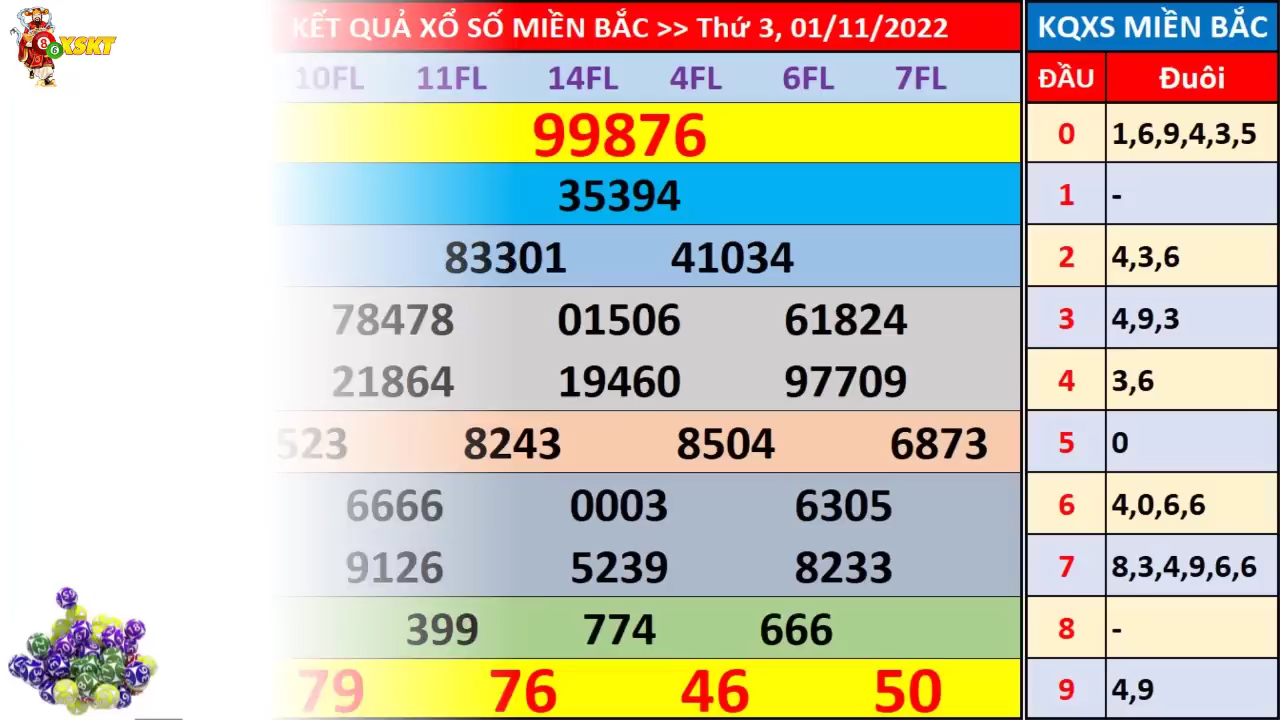 XSKT
KẾT QUẢ XỔ SỐ MIỀN BẮC >> Thứ 3, 01/11/2022
10FL 11FL 14FL 4FL 6FL 7FL
99876
35394
83301 41034
78478 01506 61824
21864 19460 97709
523 8243 8504 6873
6666 0003 6305
9126 5239 8233
399 774 666
79 76 46 50
KQXS MIỀN BẮC
ĐẦU Đuôi
0 1,6,9,4,3,5
1 -
2 4,3,6
3 4,9,3
4 3,6
5 0
6 4,0,6,6
7 8,3,4,9,6,6
8 -
9 4,9